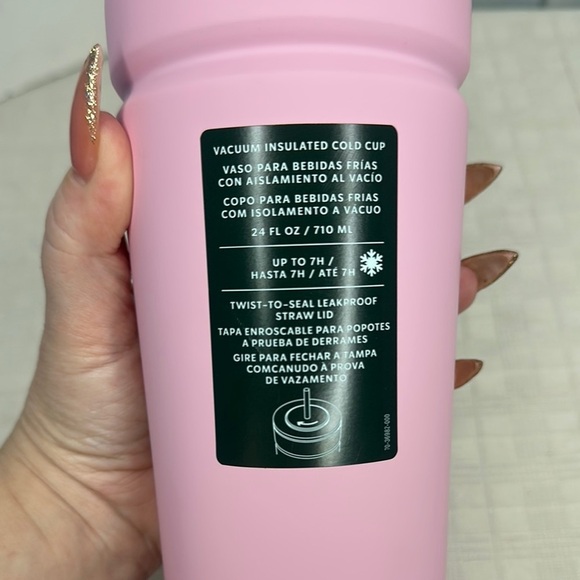 VACUUM INSULATED COLD CUP
VASO PARA BEBIDAS FRÍAS
CON AISLAMIENTO AL VACÍO
COPO PARA BEBIDAS FRIAS
COM ISOLAMENTO A VÁCUO
24 FL OZ / 710 ML
UP TO 7H /
HASTA 7H / ATÉ 7H
TWIST-TO-SEAL LEAKPROOF
STRAW LID
TAPA ENROSCABLE PARA POPOTES
A PRUEBA DE DERRAMES
GIRE PARA FECHAR A TAMPA
COMCANUDO À PROVA
DE VAZAMENTO